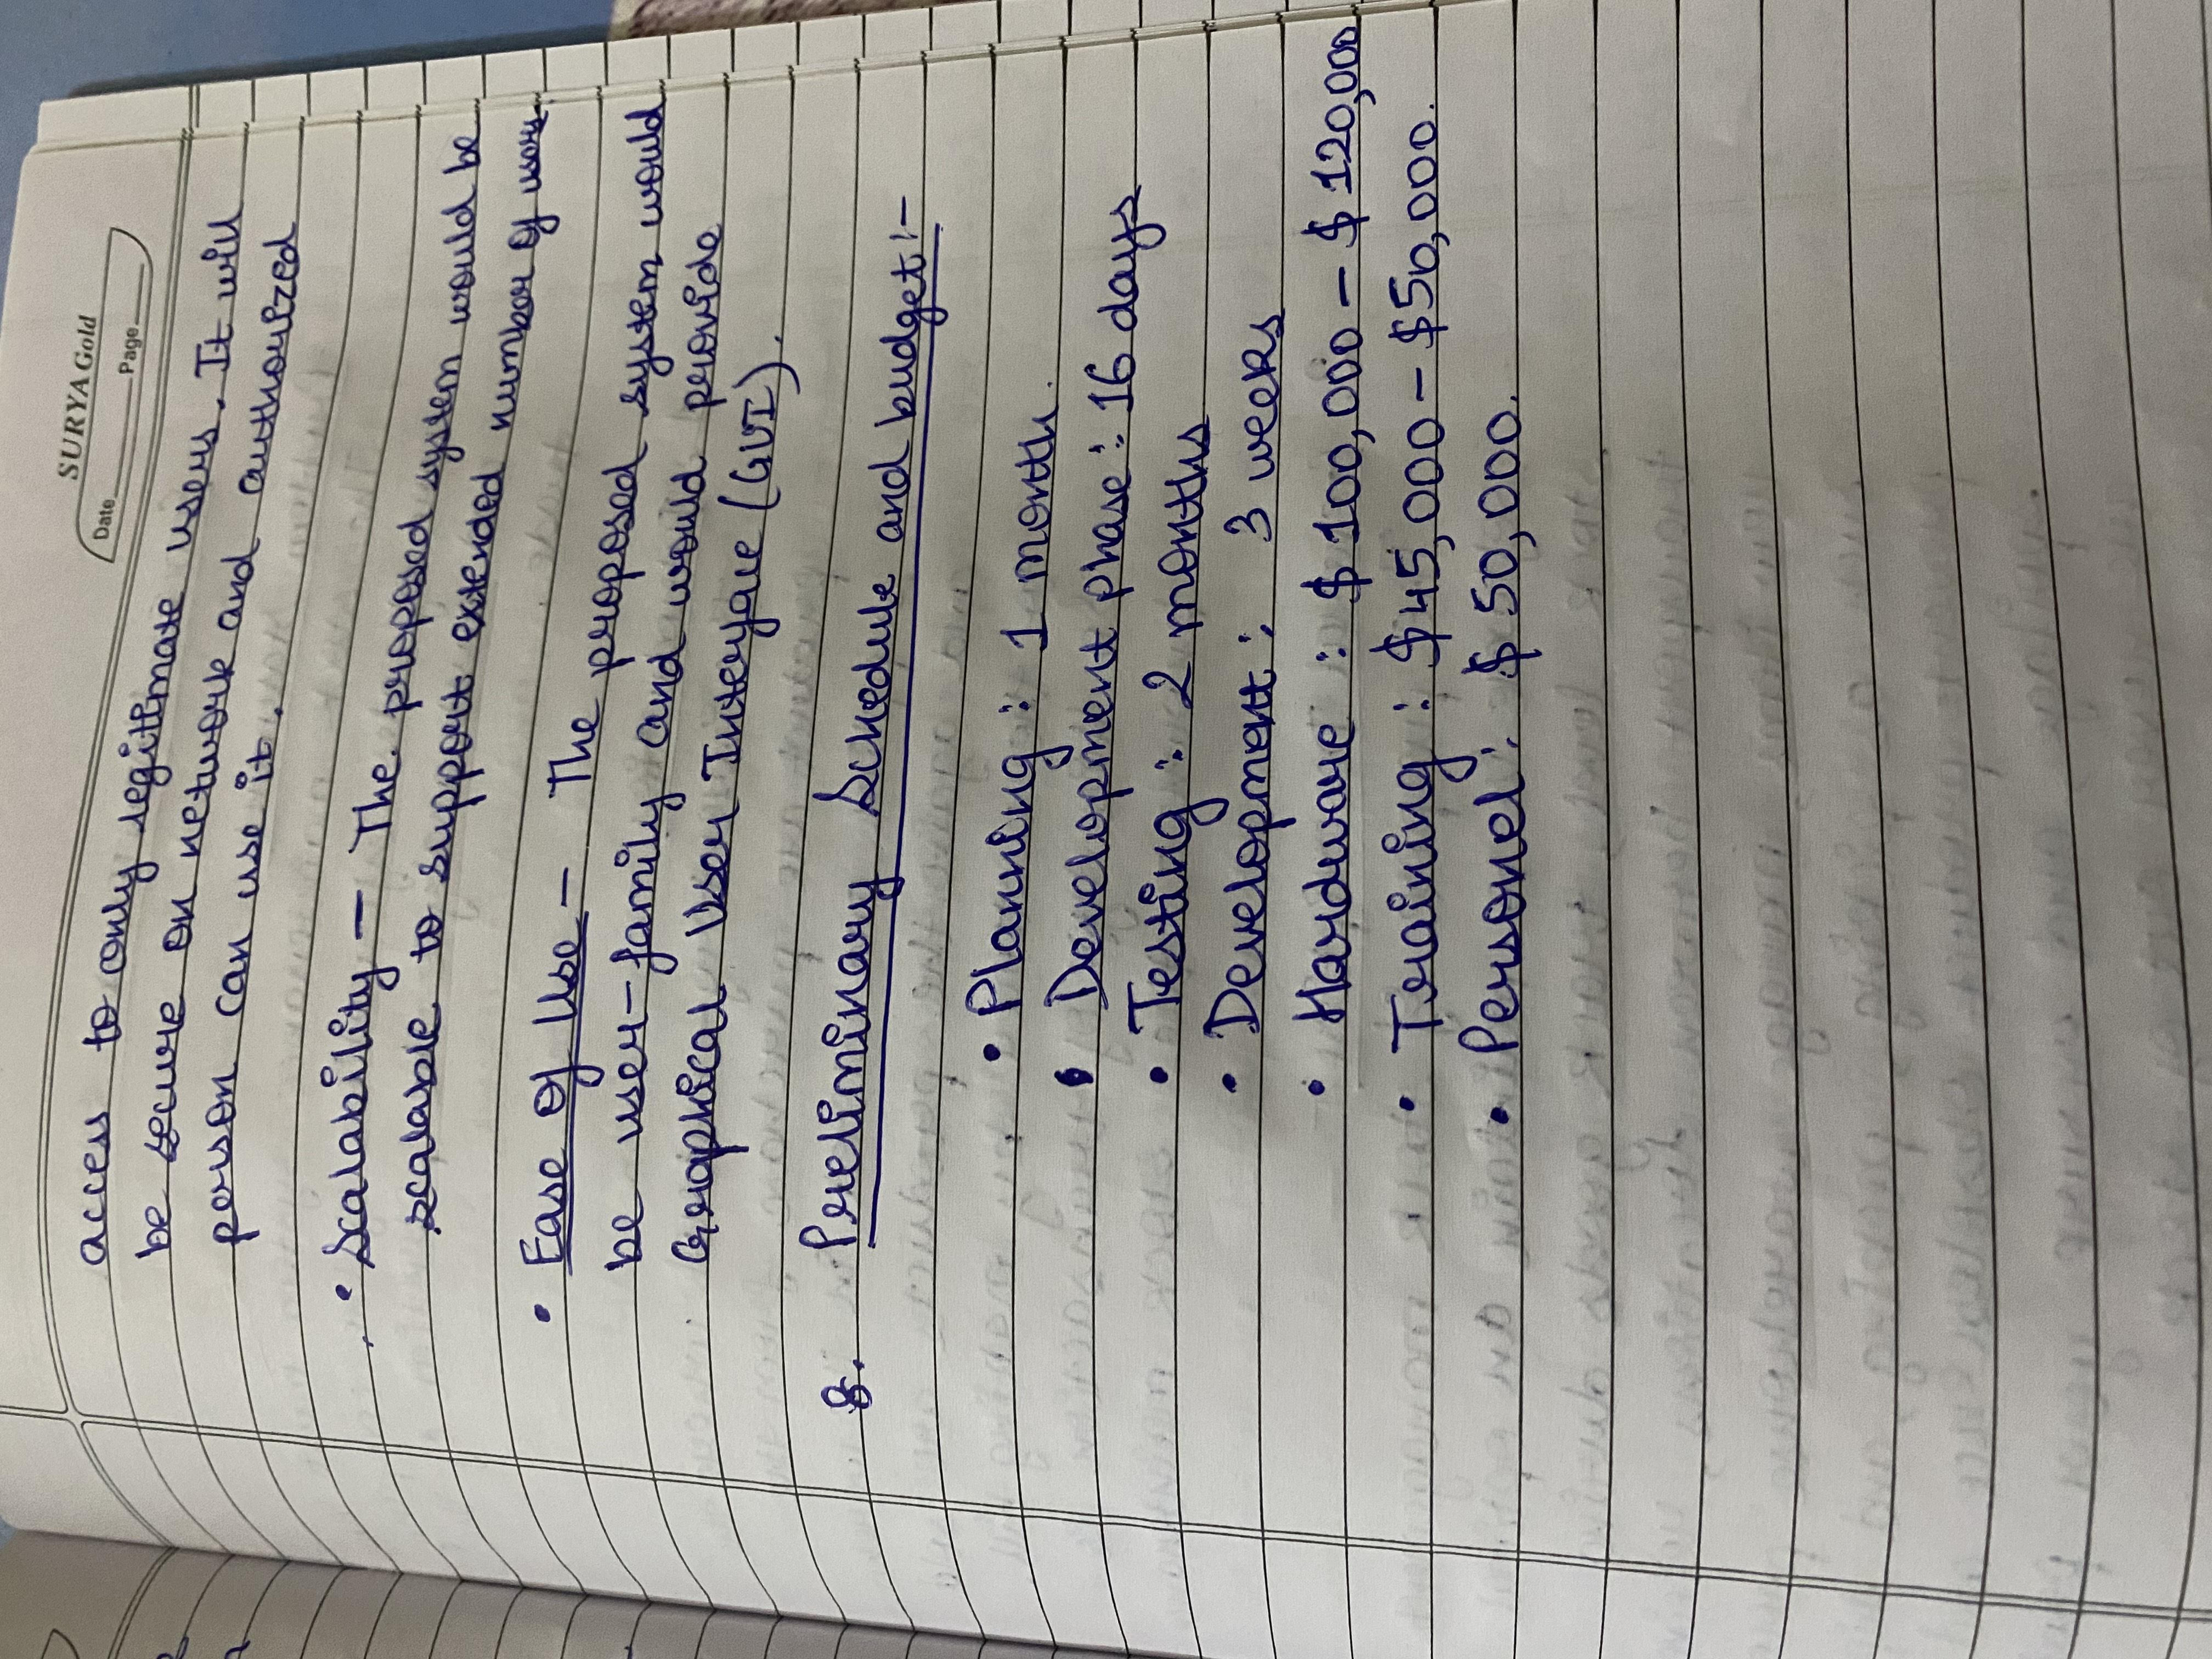 SURYA Gold
Date
Page
access to only legitimate users. It will
be secure on network and authorized
person can use it.
• Scalability — The proposed system would be
scalable to support extended number of users.
• Ease of Use — The proposed system would
be user-family and would provide
Graphical User Interface (GUI).
8. Preliminary Schedule and budget :-
• Planning : 1 month.
• Development phase : 16 days
• Testing : 2 months
• Development : 3 weeks
• Hardware : $ 100,000 — $ 120,000
• Training : $45,000 — $50,000.
• Personel : $ 50,000.